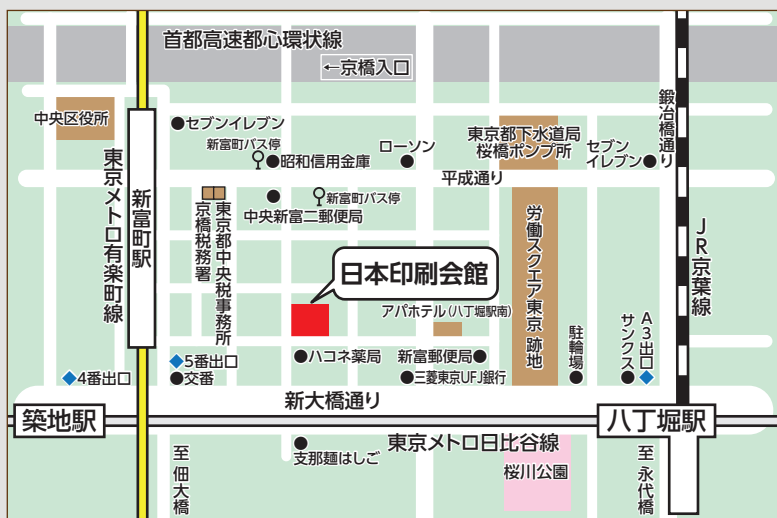 首都高速都心環状線
←京橋入口
中央区役所
セブンイレブン
新富町バス停
昭和信用金庫
ローソン
東京都下水道局
桜橋ポンプ所
セブン
イレブン
鍛冶橋通り
平成通り
新富町バス停
中央新富二郵便局
東京メトロ有楽町線
新富町駅
京橋税務署
東京都中央税事務所
労働スクエア東京 跡地
JR京葉線
日本印刷会館
アパホテル(八丁堀駅南)
ハコネ薬局
新富郵便局
三菱東京UFJ銀行
駐輪場
サンクス
A3出口
5番出口
交番
4番出口
新大橋通り
築地駅
八丁堀駅
東京メトロ日比谷線
支那麺はしご
桜川公園
至 佃大橋
至 永代橋